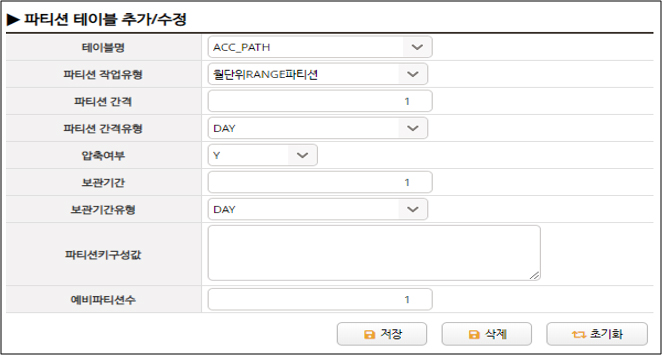 ▶ 파티션 테이블 추가/수정
테이블명 ACC_PATH
파티션 작업유형 월단위RANGE파티션
파티션 간격 1
파티션 간격유형 DAY
압축여부 Y
보관기간 1
보관기간유형 DAY
파티션키구성값
예비파티션수 1
저장 삭제 초기화